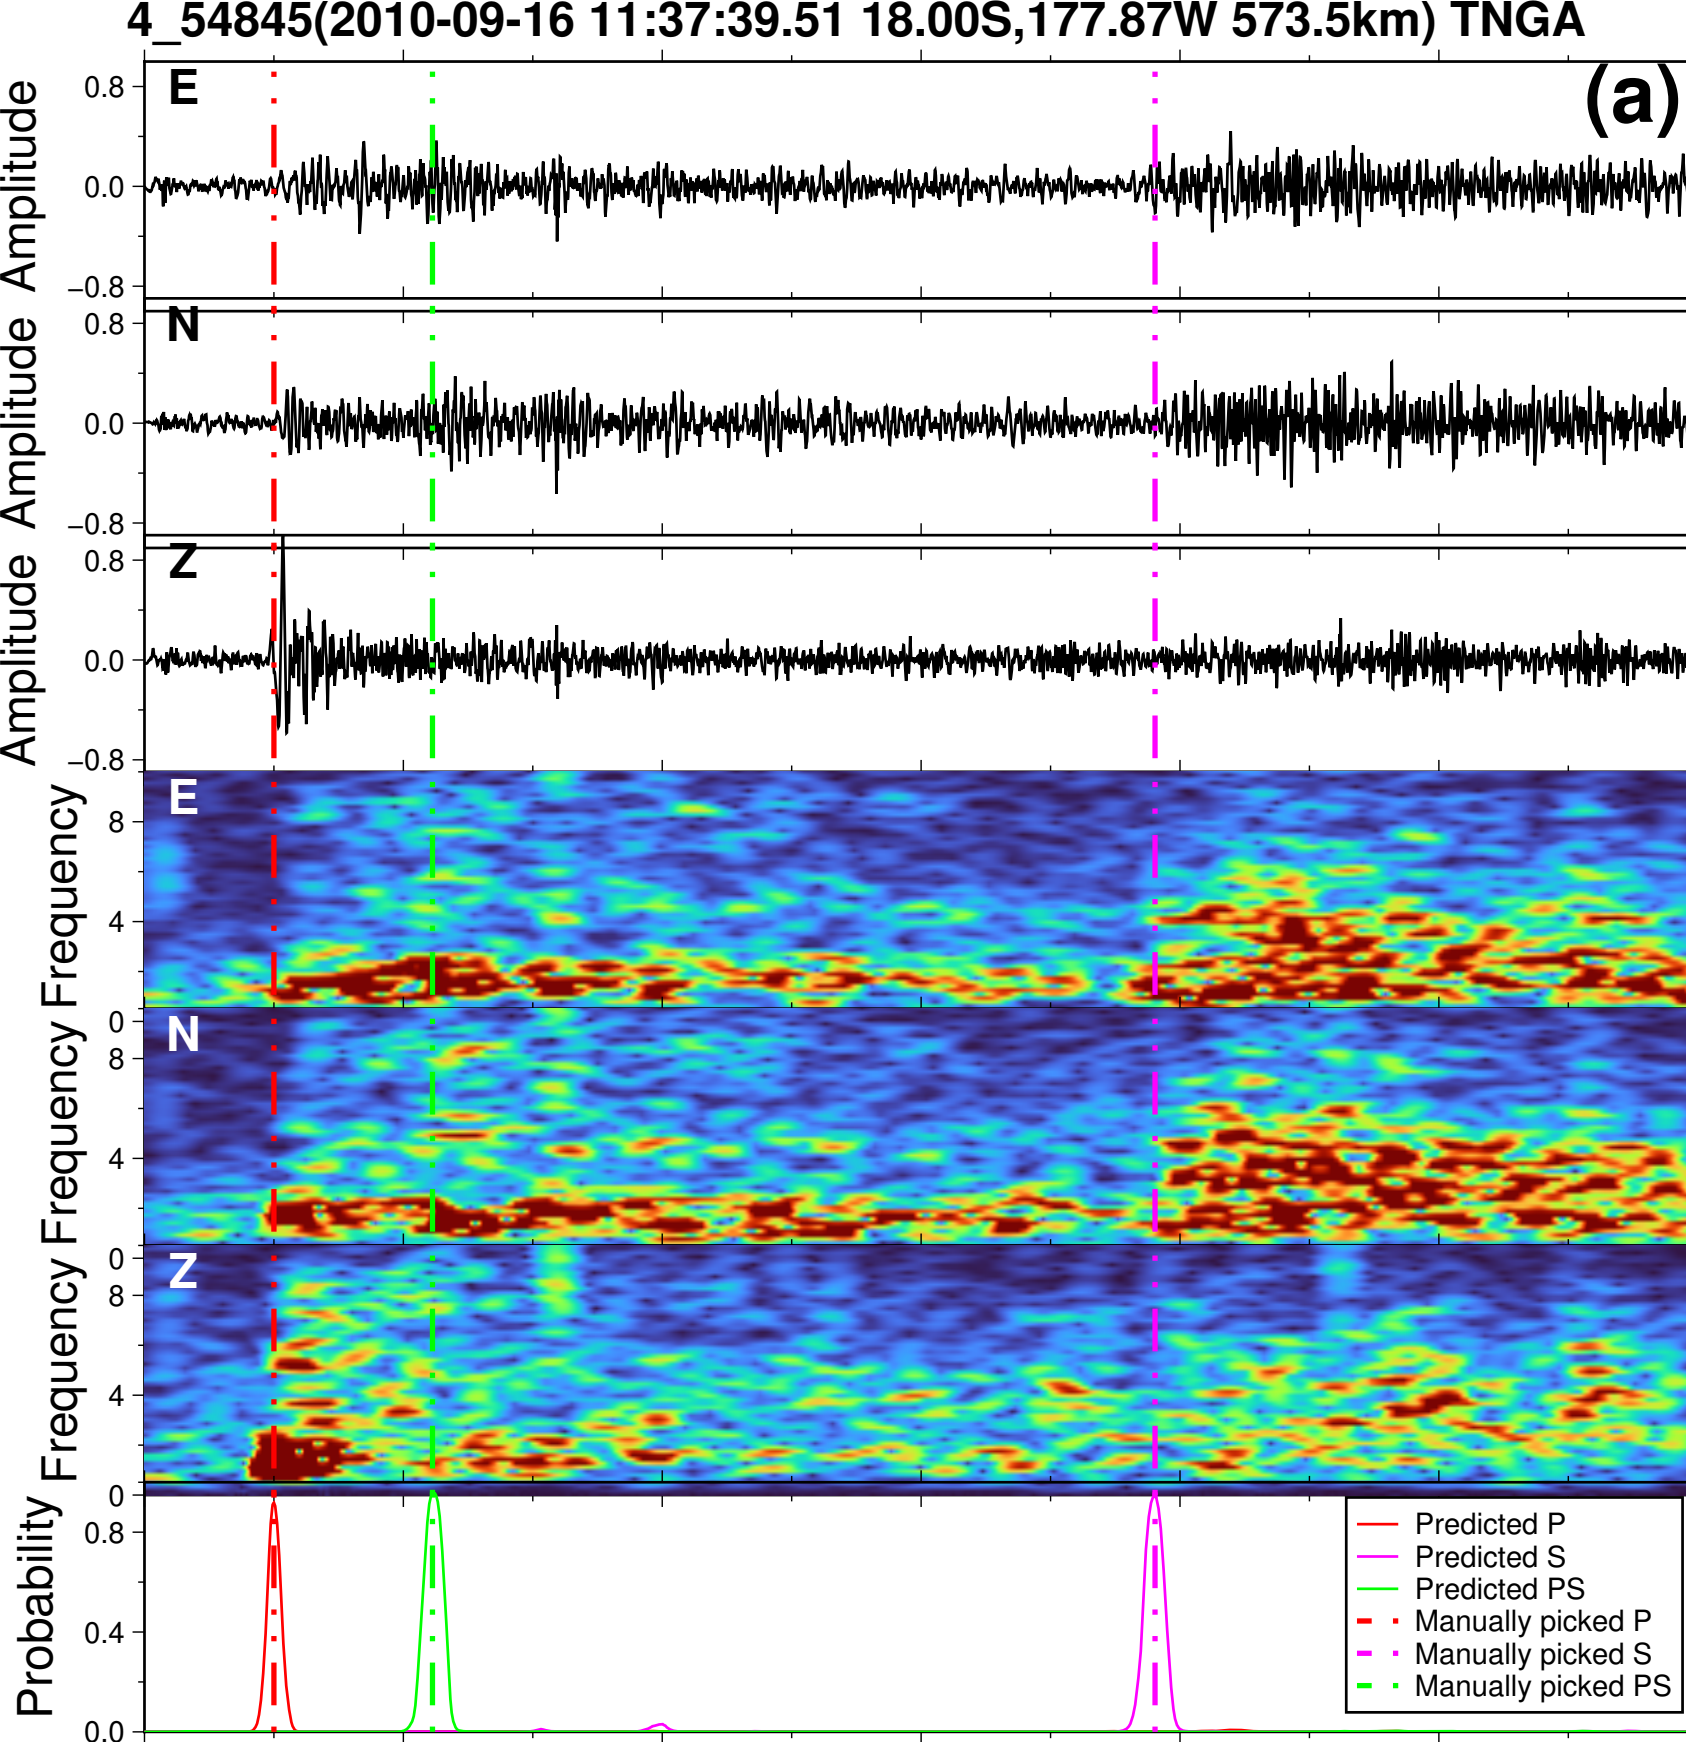 4_54845(2010-09-16 11:37:39.51 18.00S,177.87W 573.5km) TNGA
(a)
E
Amplitude
0.8
0.0
−0.8
N
Amplitude
0.8
0.0
−0.8
Z
Amplitude
0.8
0.0
−0.8
E
Frequency
8
4
0
N
Frequency
8
4
0
Z
Frequency
8
4
0
Probability
0.8
0.4
0.0
Predicted P
Predicted S
Predicted PS
Manually picked P
Manually picked S
Manually picked PS